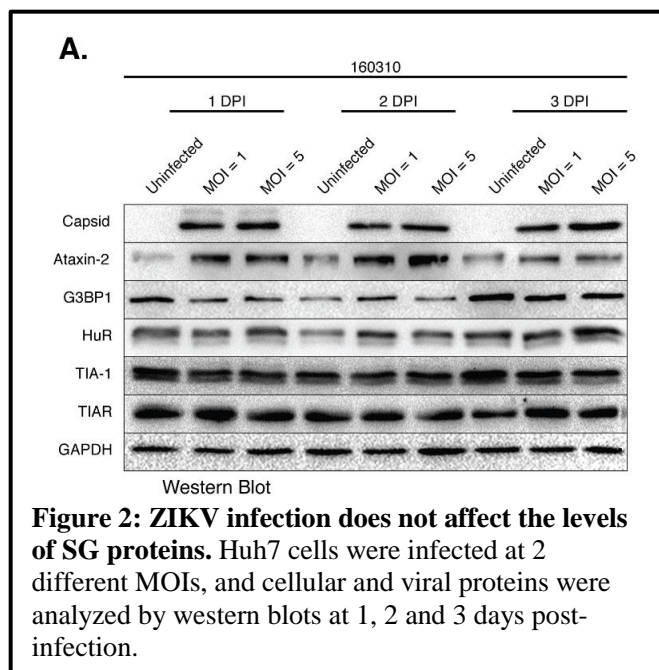 A.
160310
1 DPI 2 DPI 3 DPI
Uninfected MOI = 1 MOI = 5 Uninfected MOI = 1 MOI = 5 Uninfected MOI = 1 MOI = 5
Capsid
Ataxin-2
G3BP1
HuR
TIA-1
TIAR
GAPDH
Western Blot
Figure 2: ZIKV infection does not affect the levels
of SG proteins. Huh7 cells were infected at 2
different MOIs, and cellular and viral proteins were
analyzed by western blots at 1, 2 and 3 days post-
infection.